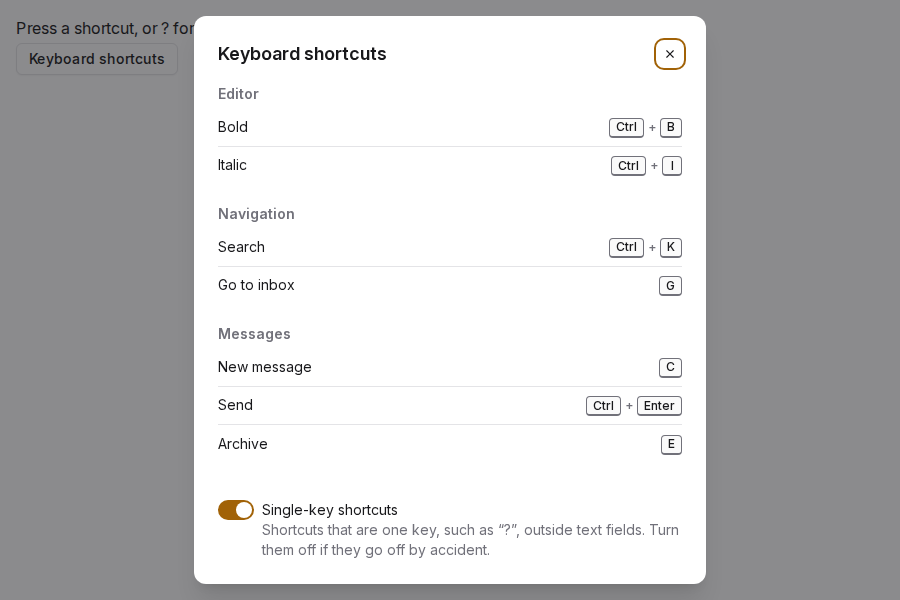 Press a shortcut, or ? for
Keyboard shortcuts
Keyboard shortcuts
Editor
Bold Ctrl + B
Italic Ctrl + I
Navigation
Search Ctrl + K
Go to inbox G
Messages
New message C
Send Ctrl + Enter
Archive E
Single-key shortcuts
Shortcuts that are one key, such as “?”, outside text fields. Turn
them off if they go off by accident.